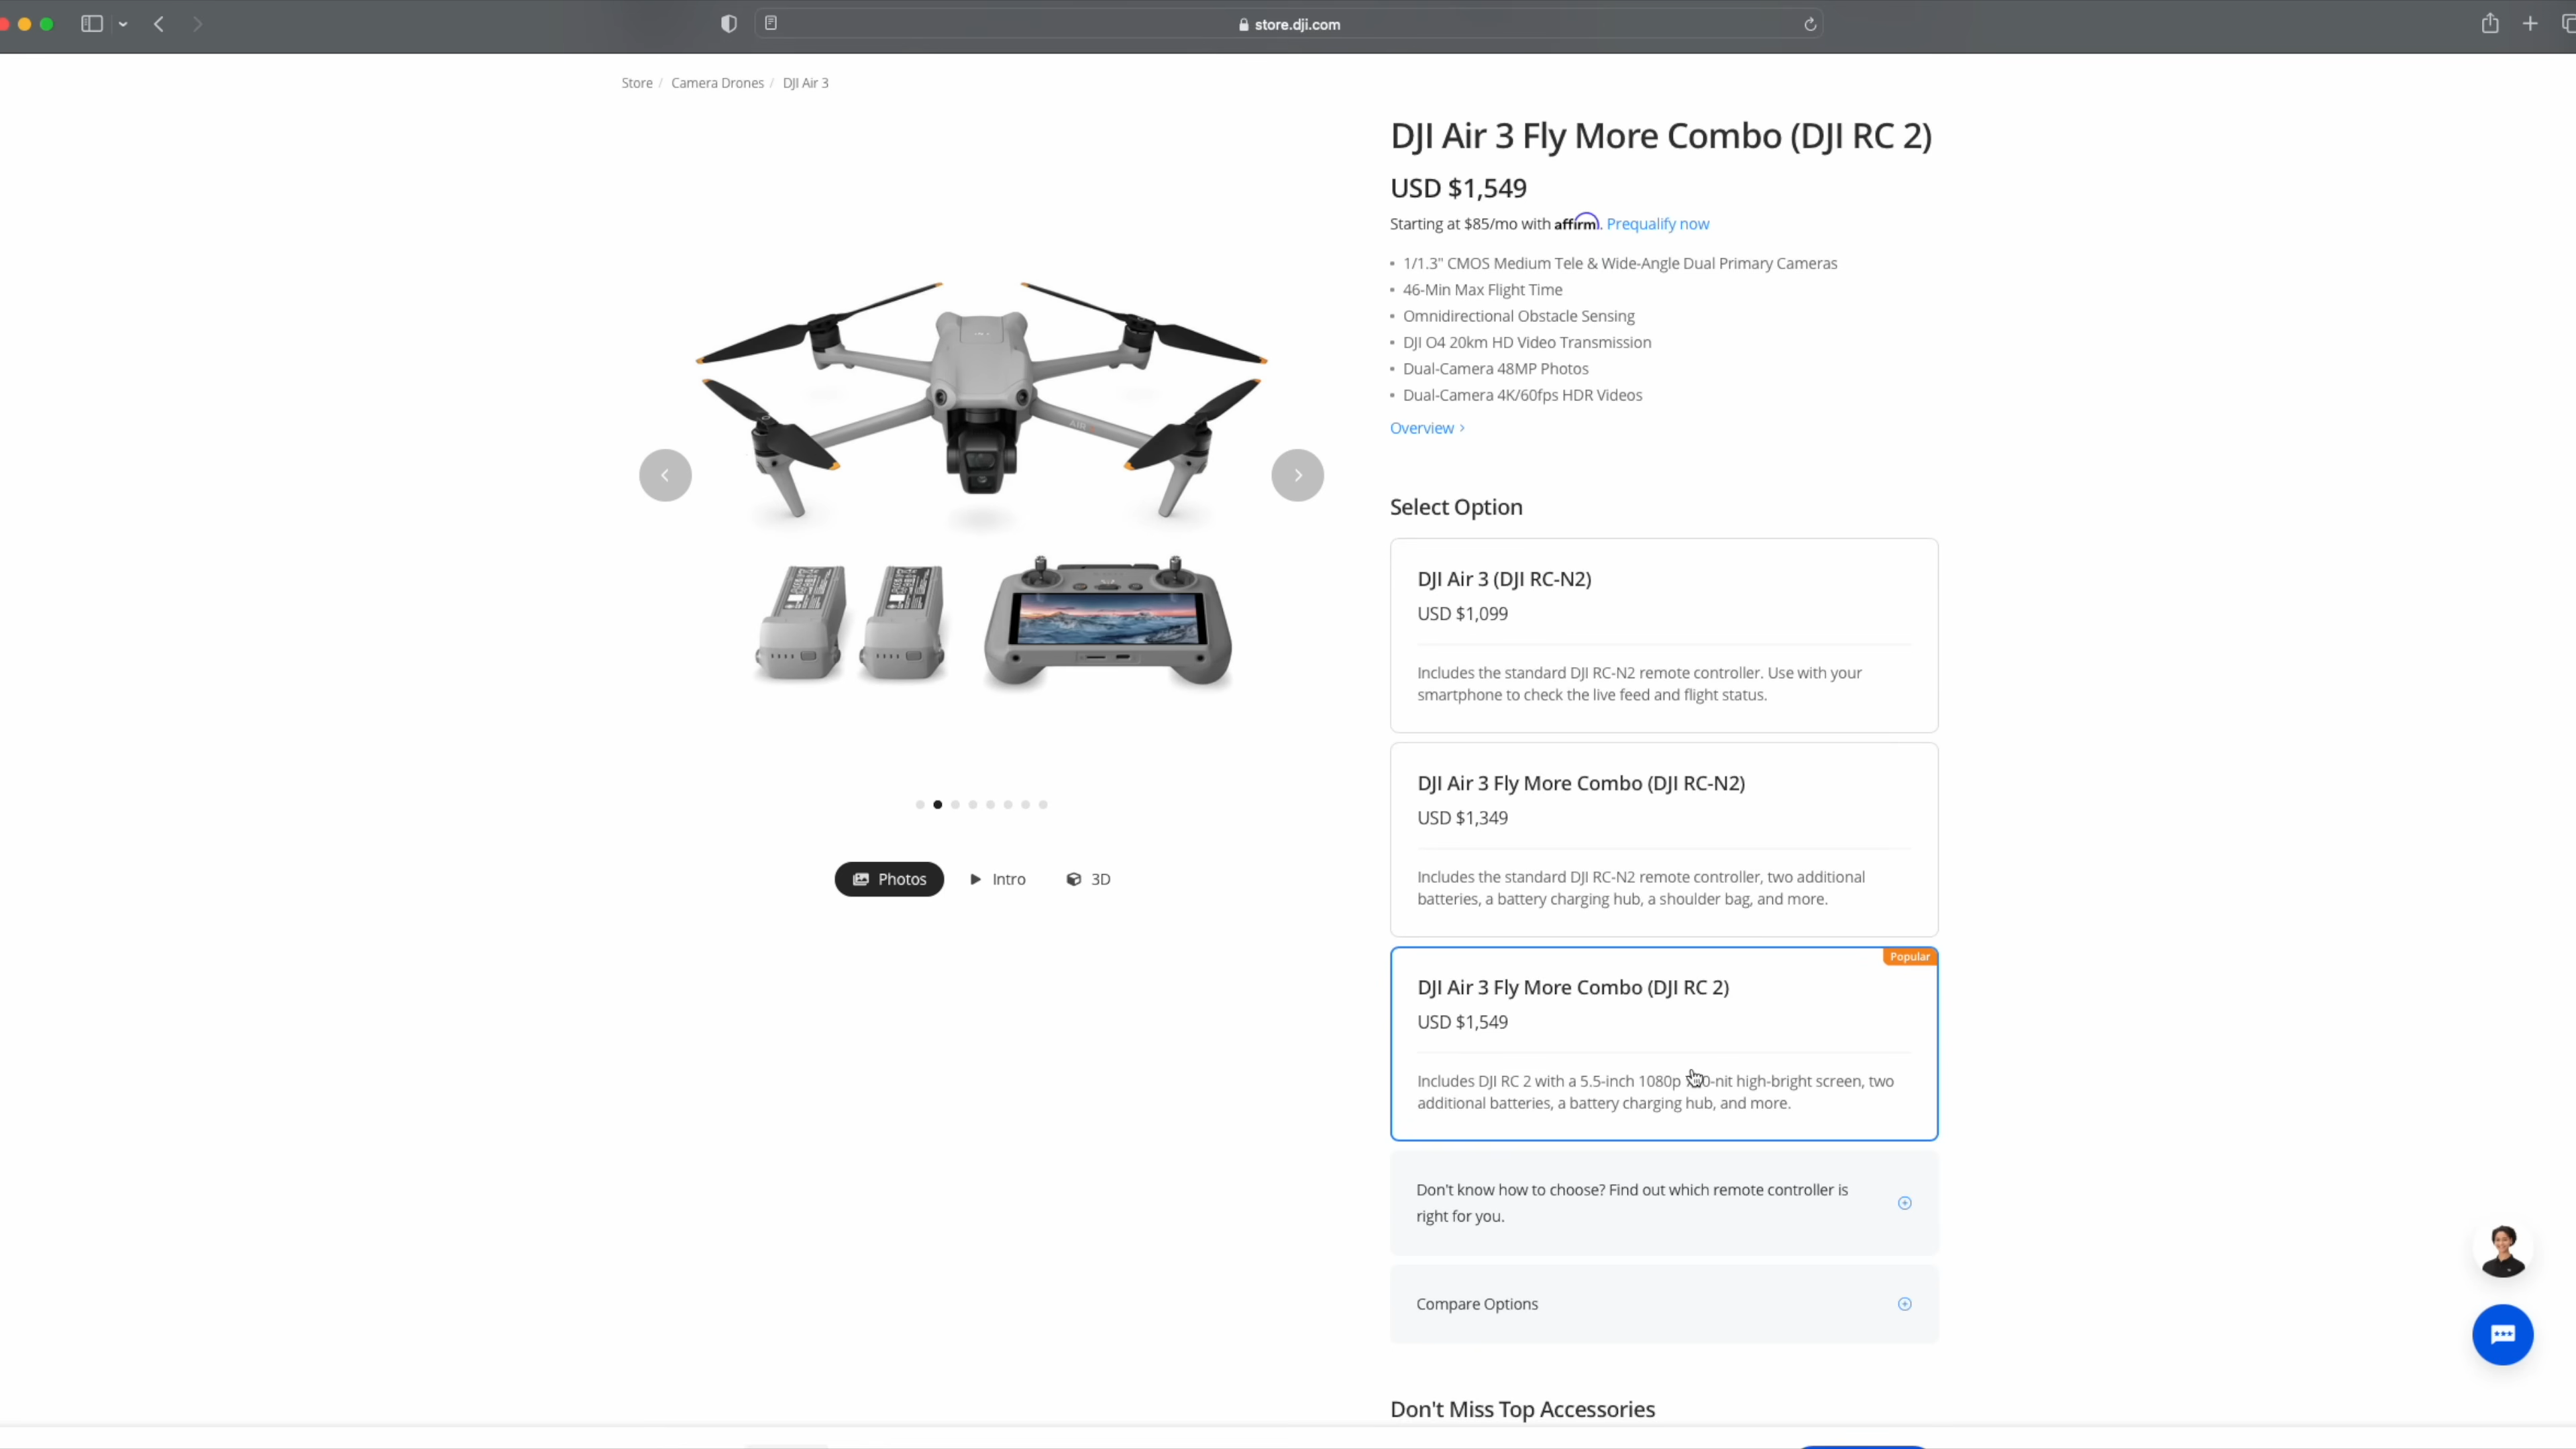 store.dji.com
Store / Camera Drones / DJI Air 3
DJI Air 3 Fly More Combo (DJI RC 2)
USD $1,549
Starting at $85/mo with affirm. Prequalify now
1/1.3" CMOS Medium Tele & Wide-Angle Dual Primary Cameras
46-Min Max Flight Time
Omnidirectional Obstacle Sensing
DJI O4 20km HD Video Transmission
Dual-Camera 48MP Photos
Dual-Camera 4K/60fps HDR Videos
Overview >
AIR
Select Option
DJI Air 3 (DJI RC-N2)
USD $1,099
Includes the standard DJI RC-N2 remote controller. Use with your
smartphone to check the live feed and flight status.
DJI Air 3 Fly More Combo (DJI RC-N2)
USD $1,349
Includes the standard DJI RC-N2 remote controller, two additional
batteries, a battery charging hub, a shoulder bag, and more.
Photos
Intro
3D
Popular
DJI Air 3 Fly More Combo (DJI RC 2)
USD $1,549
Includes DJI RC 2 with a 5.5-inch 1080p high-bright screen, two
additional batteries, a battery charging hub, and more.
Don't know how to choose? Find out which remote controller is
right for you.
Compare Options
Don't Miss Top Accessories